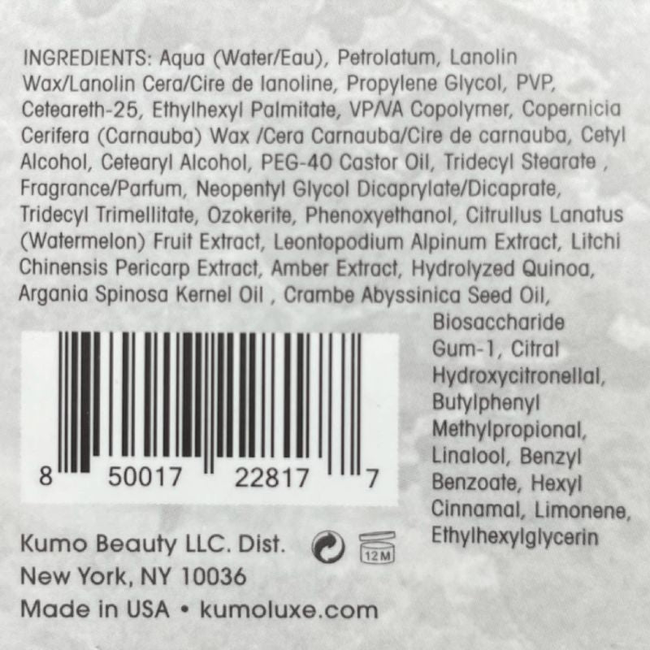 INGREDIENTS: Aqua (Water/Eau), Petrolatum, Lanolin
Wax/Lanolin Cera/Cire de lanoline, Propylene Glycol, PVP,
Ceteareth-25, Ethylhexyl Palmitate, VP/VA Copolymer, Copernicia
Cerifera (Carnauba) Wax /Cera Carnauba/Cire de carnauba, Cetyl
Alcohol, Cetearyl Alcohol, PEG-40 Castor Oil, Tridecyl Stearate ,
Fragrance/Parfum, Neopentyl Glycol Dicaprylate/Dicaprate,
Tridecyl Trimellitate, Ozokerite, Phenoxyethanol, Citrullus Lanatus
(Watermelon) Fruit Extract, Leontopodium Alpinum Extract, Litchi
Chinensis Pericarp Extract, Amber Extract, Hydrolyzed Quinoa,
Argania Spinosa Kernel Oil , Crambe Abyssinica Seed Oil,
Biosaccharide
Gum-1, Citral
Hydroxycitronellal,
Butylphenyl
Methylpropional,
Linalool, Benzyl
Benzoate, Hexyl
Cinnamal, Limonene,
Ethylhexylglycerin
8 50017 22817 7
Kumo Beauty LLC. Dist.
12M
New York, NY 10036
Made in USA • kumoluxe.com